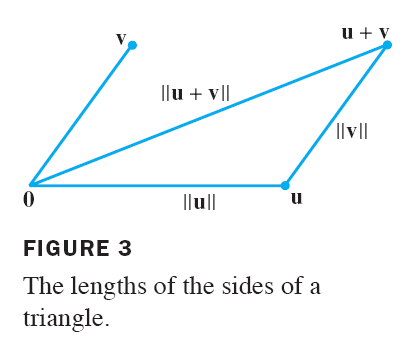 v
u + v
||u + v||
||v||
0
||u||
u
FIGURE 3
The lengths of the sides of a
triangle.